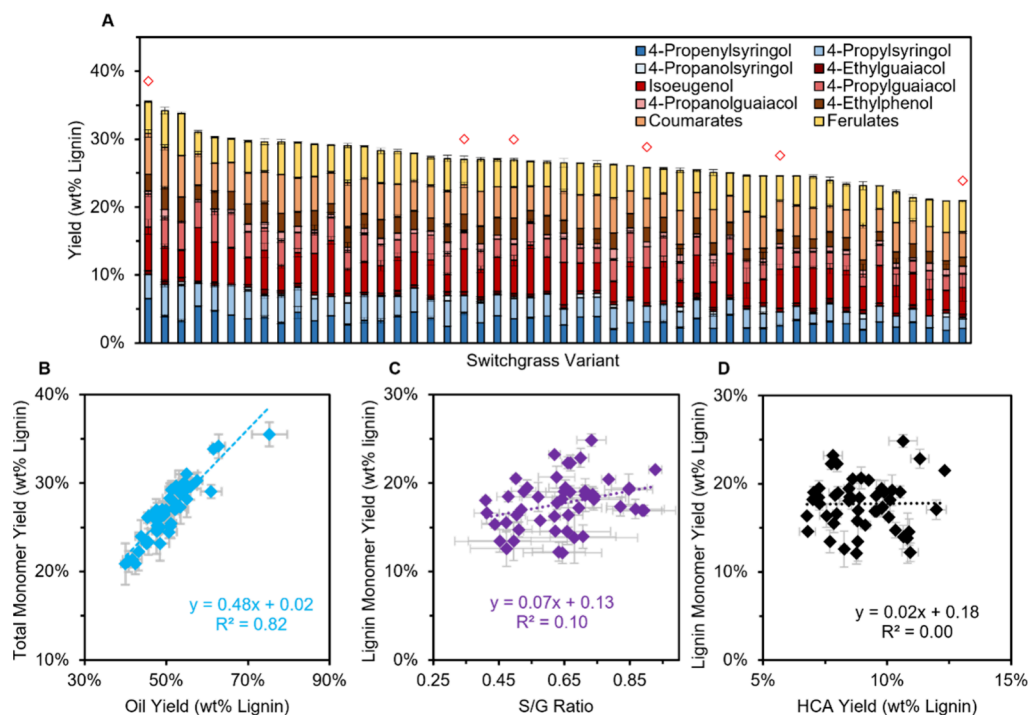 A
4-Propenylsyringol 4-Propylsyringol
4-Propanolsyringol 4-Ethylguaiacol
Isoeugenol 4-Propylguaiacol
4-Propanolguaiacol 4-Ethylphenol
Coumarates Ferulates
Yield (wt% Lignin)
40%
30%
20%
10%
0%
Switchgrass Variant
B
Total Monomer Yield (wt% Lignin)
40%
30%
20%
10%
y = 0.48x + 0.02
R² = 0.82
30% 50% 70% 90%
Oil Yield (wt% Lignin)
C
Lignin Monomer Yield (wt% lignin)
30%
20%
10%
0%
y = 0.07x + 0.13
R² = 0.10
0.25 0.45 0.65 0.85
S/G Ratio
D
Lignin Monomer Yield (wt% lignin)
30%
20%
10%
0%
y = 0.02x + 0.18
R² = 0.00
5% 10% 15%
HCA Yield (wt% Lignin)